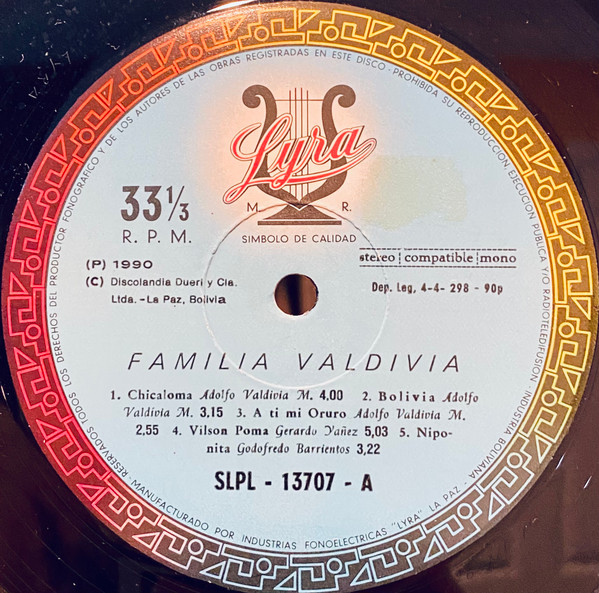 RESERVADOS TODOS LOS DERECHOS DEL PRODUCTOR FONOGRAFICO Y DE LOS AUTORES DE LAS OBRAS REGISTRADAS EN ESTE DISCO - PROHIBIDA SU REPRODUCCION, EJECUCION PUBLICA Y/O RADIOTELEDIFUSION - INDUSTRIA BOLIVIANA
Lyra
M. R.
SIMBOLO DE CALIDAD
33⅓
R. P. M.
stereo compatible mono
(P) 1990
(C) Discolandia Dueri y Cia.
Ltda. - La Paz, Bolivia
Dep. Leg, 4-4- 298 - 90p
FAMILIA VALDIVIA
1. Chicaloma Adolfo Valdivia M. 4,00 2. Bolivia Adolfo
Valdivia M. 3,15 3. A ti mi Oruro Adolfo Valdivia M.
2,55 4. Vilson Poma Gerardo Yañez 5,03 5. Nipo-
nita Godofredo Barrientos 3,22
SLPL - 13707 - A
MANUFACTURADO POR INDUSTRIAS FONOELECTRICAS "LYRA" LA PAZ -